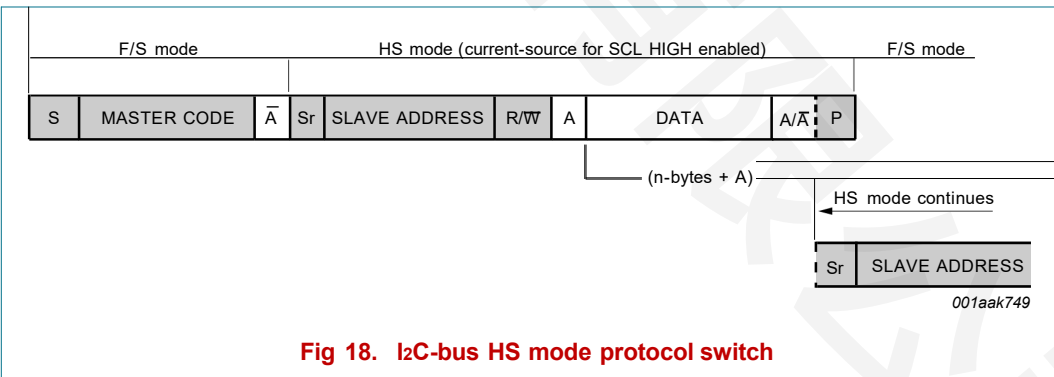 F/S mode HS mode (current-source for SCL HIGH enabled) F/S mode
S MASTER CODE A̅ Sr SLAVE ADDRESS R/W̅ A DATA A/A̅ P
(n-bytes + A)
HS mode continues
Sr SLAVE ADDRESS
001aak749
Fig 18. I2C-bus HS mode protocol switch